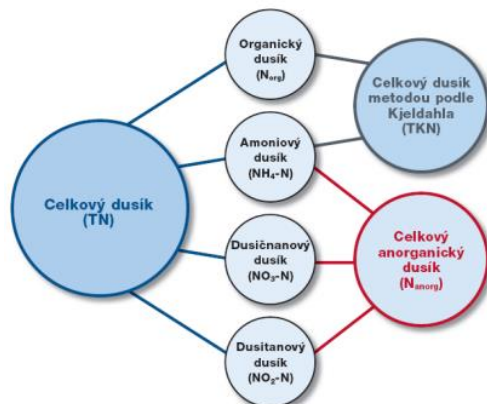 Organický
dusík
(Norg)
Celkový dusík
metodou podle
Kjeldahla
(TKN)
Amoniový
dusík
(NH₄-N)
Celkový dusík
(TN)
Dusičnanový
dusík
(NO₃-N)
Celkový
anorganický
dusík
(Nanorg)
Dusitanový
dusík
(NO₂-N)